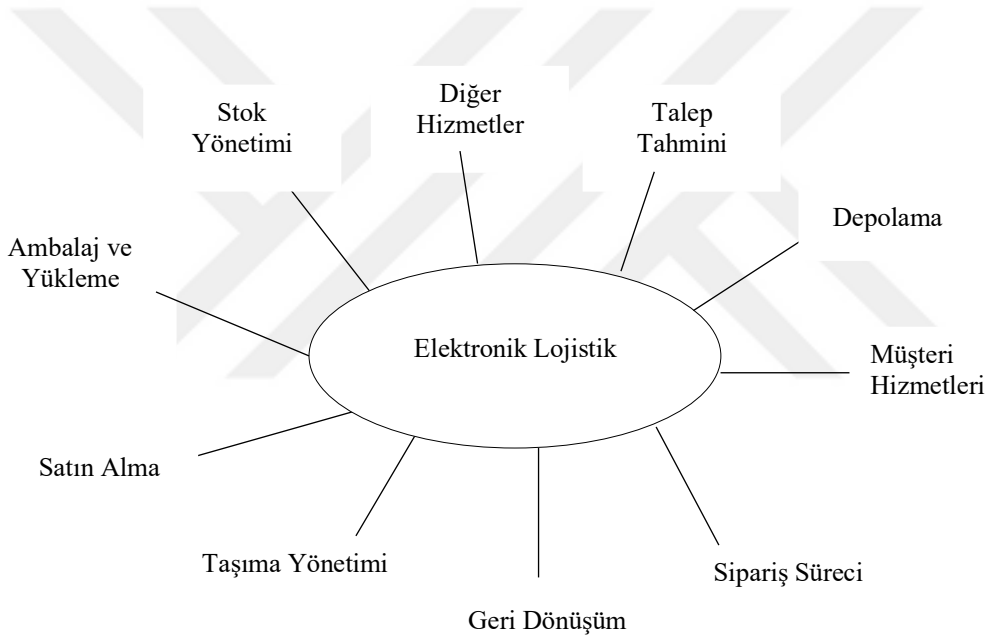 Stok
Yönetimi
Diğer
Hizmetler
Talep
Tahmini
Depolama
Ambalaj ve
Yükleme
Elektronik Lojistik
Müşteri
Hizmetleri
Satın Alma
Taşıma Yönetimi
Sipariş Süreci
Geri Dönüşüm